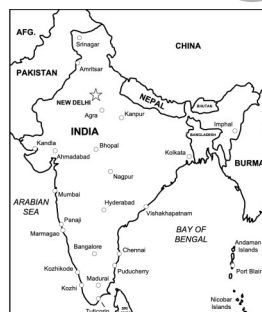 AFG.
Srinagar
CHINA
Amritsar
PAKISTAN
NEW DELHI
NEPAL
BHUTAN
Agra
Kanpur
BANGLADESH
Imphal
INDIA
Kandla
Ahmadabad
Bhopal
Kolkata
BURMA
Nagpur
Mumbai
ARABIAN
SEA
Hyderabad
Vishakhapatnam
Panaji
Marmagao
BAY OF
BENGAL
Andaman
Islands
Bangalore
Chennai
Port Blair
Kozhikode
Puducherry
Madurai
Kozhi
Nicobar
Islands
Tuticorin